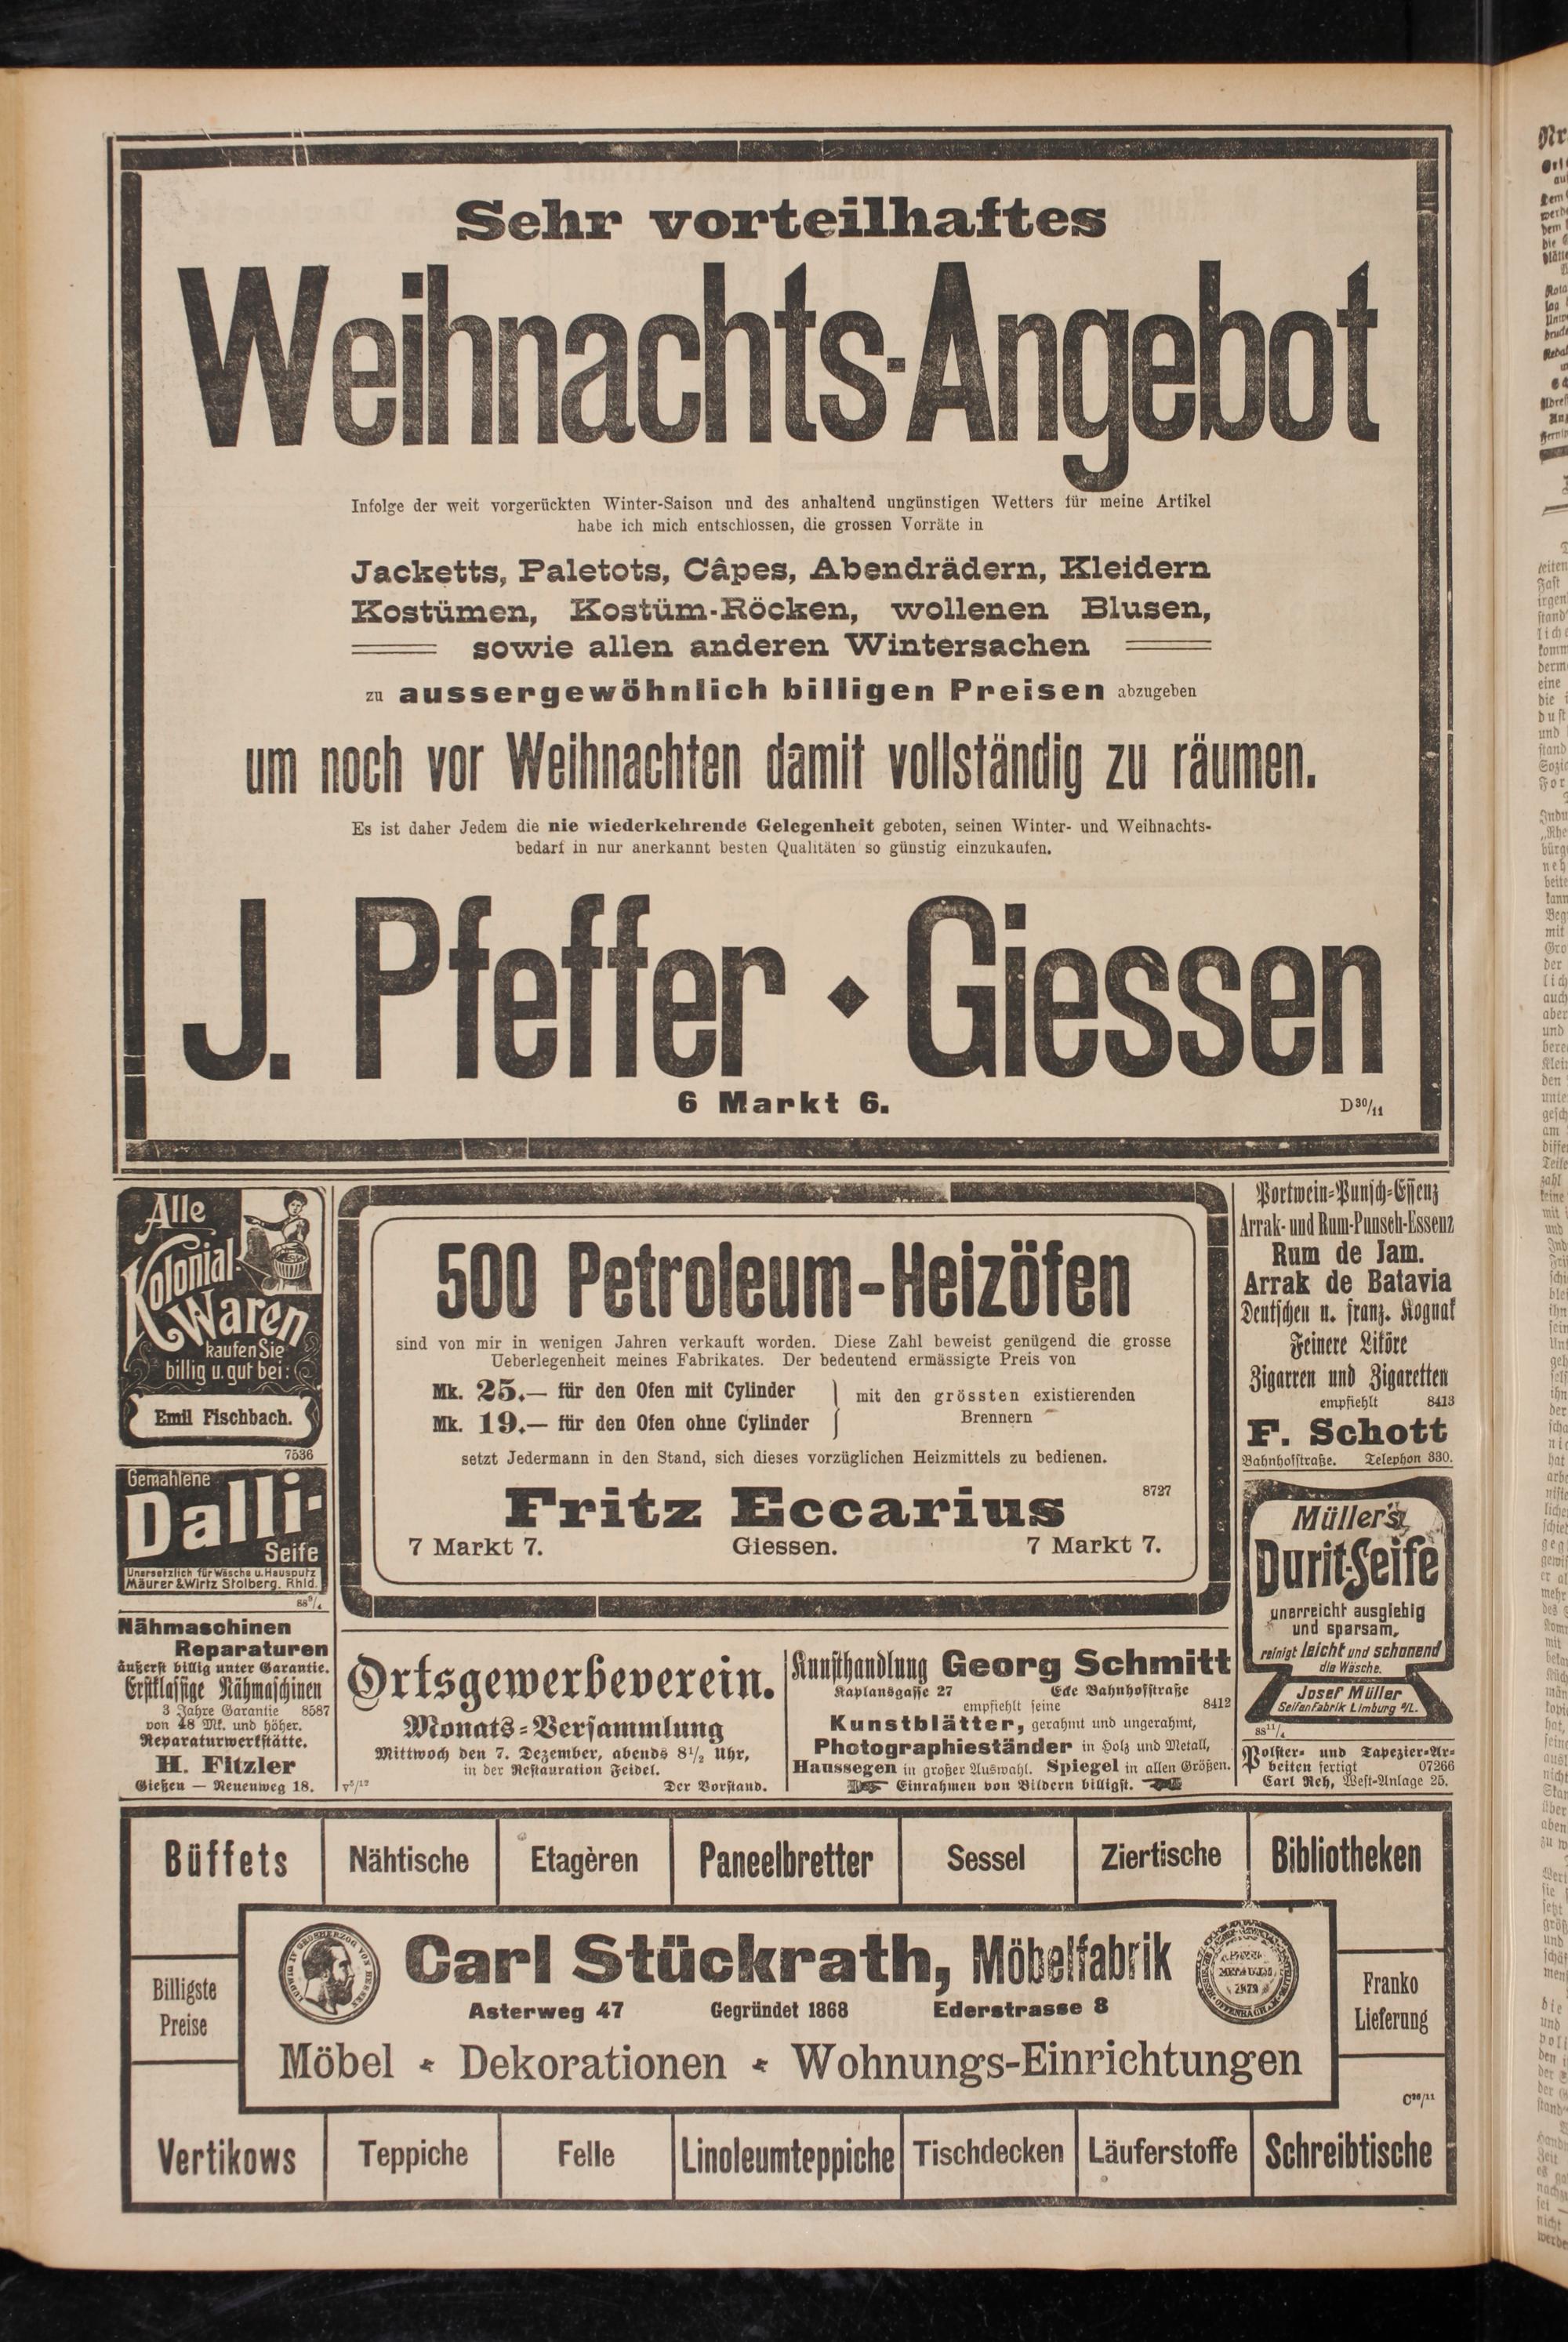 Sehr vorteilhaftes
Weihnachts-Angebot
Infolge der weit vorgerückten Winter-Saison und des anhaltend ungünstigen Wetters für meine Artikel
habe ich mich entschlossen, die grossen Vorräte in
Jacketts, Paletots, Câpes, Abendrädern, Kleidern
Kostümen, Kostüm-Röcken, wollenen Blusen,
sowie allen anderen Wintersachen
zu aussergewöhnlich billigen Preisen abzugeben
um noch vor Weihnachten damit vollständig zu räumen.
Es ist daher Jedem die nie wiederkehrende Gelegenheit geboten, seinen Winter- und Weihnachts-
bedarf in nur anerkannt besten Qualitäten so günstig einzukaufen.
J. Pfeffer ◆ Giessen
6 Markt 6.
D 30/11
Alle
Kolonial-
Waren
kaufen Sie
billig u. gut bei:
Emil Fischbach.
7536
Gemahlene
Dalli-
Seife
Unersetzlich für Wäsche u. Hausputz
Mäurer & Wirtz Stolberg, Rhld.
Nähmaschinen
Reparaturen
äußerst billig unter Garantie.
Erstklassige Nähmaschinen
3 Jahre Garantie 8587
von 48 Mk. und höher.
Reparaturwerkstätte.
H. Fitzler
Gießen — Neuenweg 18.
500 Petroleum-Heizöfen
sind von mir in wenigen Jahren verkauft worden. Diese Zahl beweist genügend die grosse
Ueberlegenheit meines Fabrikates. Der bedeutend ermässigte Preis von
Mk. 25.— für den Ofen mit Cylinder
Mk. 19.— für den Ofen ohne Cylinder
mit den grössten existierenden
Brennern
setzt Jedermann in den Stand, sich dieses vorzüglichen Heizmittels zu bedienen.
8727
Fritz Eccarius
7 Markt 7. Giessen. 7 Markt 7.
Ortsgewerbeverein.
Monats-Versammlung
Mittwoch den 7. Dezember, abends 8 1/2 Uhr,
in der Restauration Feidel.
Der Vorstand.
Kunsthandlung Georg Schmitt
Kaplansgasse 27 Ecke Bahnhofstraße
empfiehlt seine 8412
Kunstblätter, gerahmt und ungerahmt,
Photographieständer in Holz und Metall,
Haussegen in großer Auswahl. Spiegel in allen Größen.
Einrahmen von Bildern billigst.
Portwein-Punsch-Essenz
Arrak- und Rum-Punsch-Essenz
Rum de Jam.
Arrak de Batavia
Deutschen u. franz. Kognak
Feinere Liköre
Zigarren und Zigaretten
empfiehlt 8413
F. Schott
Bahnhofstraße. Telephon 330.
Müller's
Durit-Seife
unerreicht ausgiebig
und sparsam,
reinigt leicht und schonend
die Wäsche.
Josef Müller
Seifenfabrik Limburg a/L.
88 11/4
Polster- und Tapezier-Ar-
beiten fertigt 07266
Carl Reh, West-Anlage 25.
Büffets
Nähtische
Etagèren
Paneelbretter
Sessel
Ziertische
Bibliotheken
Billigste
Preise
Carl Stückrath, Möbelfabrik
Asterweg 47 Gegründet 1868 Ederstrasse 8
Möbel * Dekorationen * Wohnungs-Einrichtungen
Franko
Lieferung
Vertikows
Teppiche
Felle
Linoleumteppiche
Tischdecken
Läuferstoffe
Schreibtische